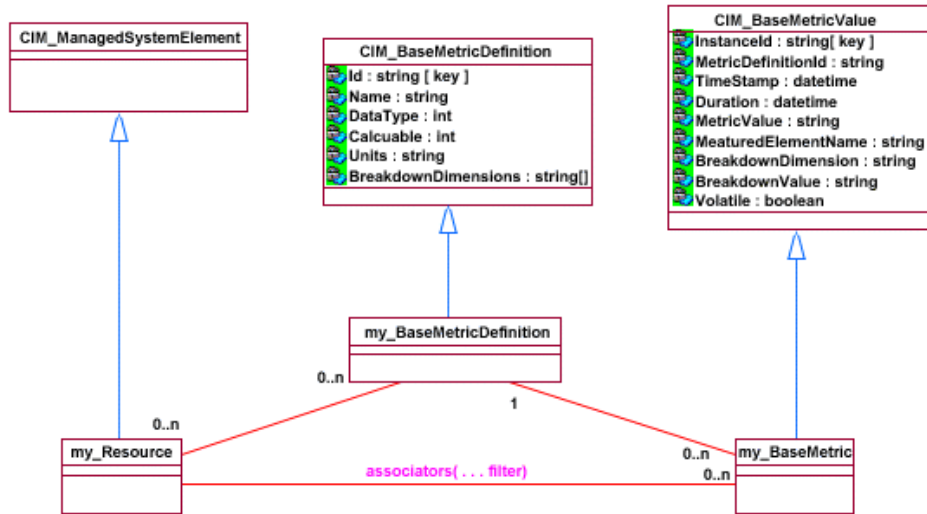 CIM_ManagedSystemElement
CIM_BaseMetricDefinition
Id : string [ key ]
Name : string
DataType : int
Calcuable : int
Units : string
BreakdownDimensions : string[]
CIM_BaseMetricValue
InstanceId : string[ key ]
MetricDefinitionId : string
TimeStamp : datetime
Duration : datetime
MetricValue : string
MeaturedElementName : string
BreakdownDimension : string
BreakdownValue : string
Volatile : boolean
my_BaseMetricDefinition
0..n
1
0..n
0..n
my_Resource
associators( . . . filter)
0..n
my_BaseMetric